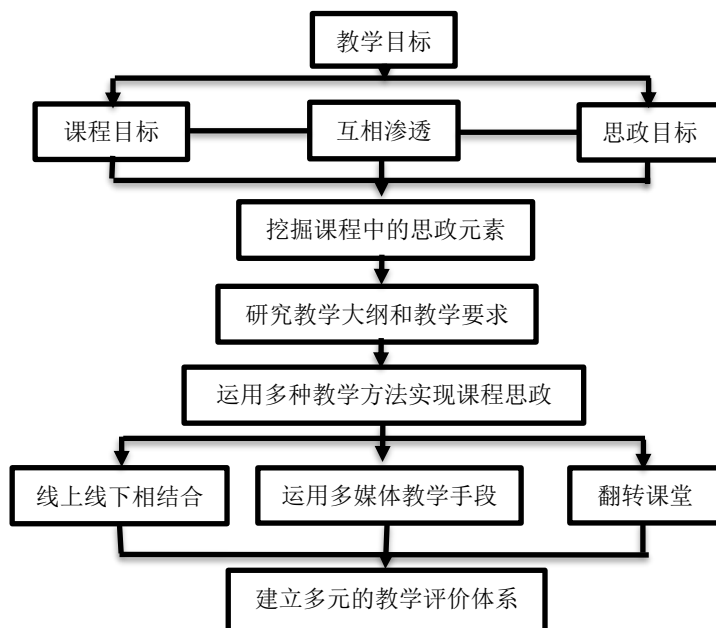 教学目标
课程目标
互相渗透
思政目标
挖掘课程中的思政元素
研究教学大纲和教学要求
运用多种教学方法实现课程思政
线上线下相结合
运用多媒体教学手段
翻转课堂
建立多元的教学评价体系